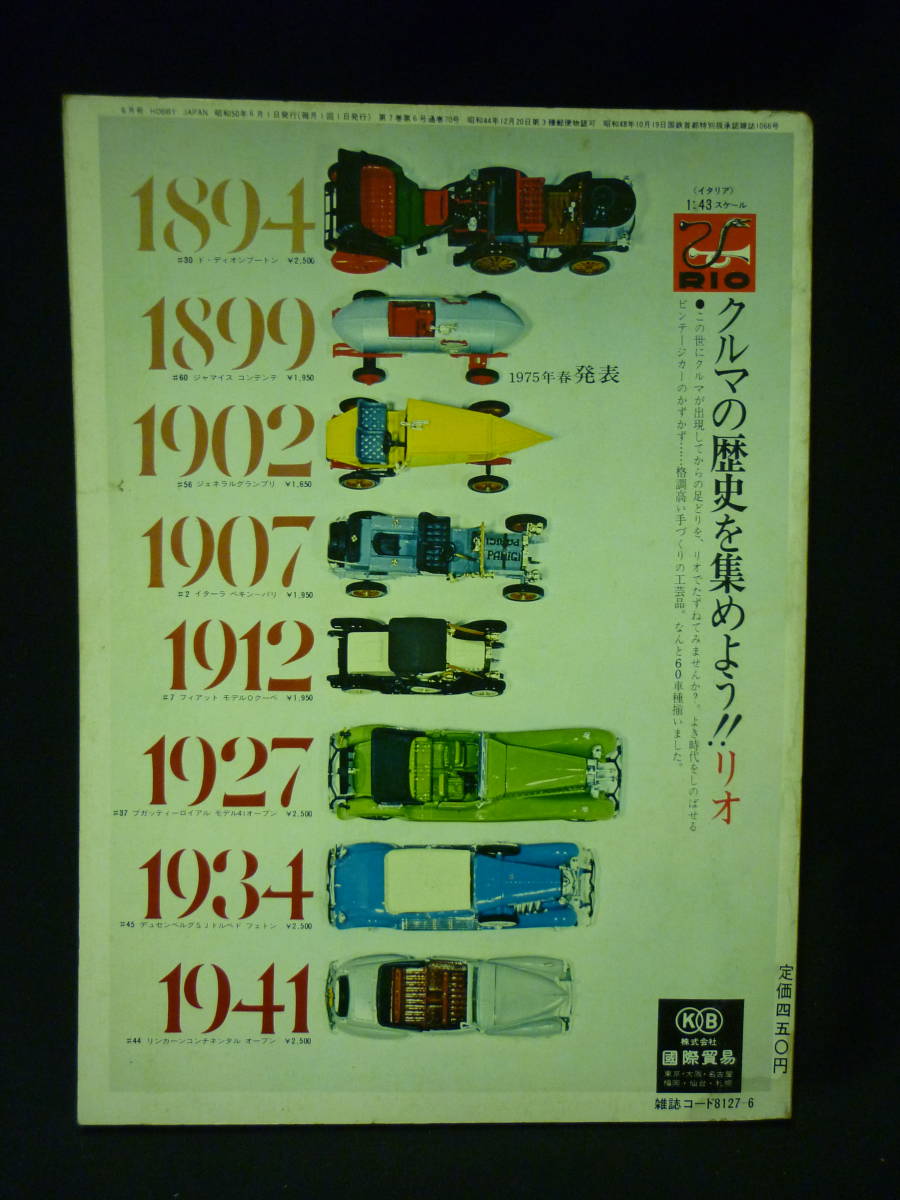 6月号 HOBBY JAPAN 昭和50年6月1日発行(毎月1回1日発行) 第7巻第6号通巻70号 昭和44年12月20日第3種郵便物認可 昭和48年10月19日国鉄首都特別扱承認雑誌1066号
〈イタリア〉
1:43 スケール
RIO
クルマの歴史を集めよう!!リオ
●この世にクルマが出現してからの足どりを、リオでたずねてみませんか?。よき時代をしのばせる
ビンテージカーのかずかず……格調高い手づくりの工芸品。なんと60車種揃いました。
1894
#30 ド・ディオンブートン ¥2,500
1899
#60 ジャマイス コンテンテ ¥1,950
1975年春 発表
1902
#56 ジェネラルグランプリ ¥1,650
1907
#2 イターラ ペキン−パリ ¥1,950
1912
#7 フィアット モデル0クーペ ¥1,950
1927
#37 ブガッティーロイアル モデル41オープン ¥2,500
1934
#45 デュセンベルグSJトルペド フェトン ¥2,500
1941
#44 リンカーンコンチネンタル オープン ¥2,500
KB
株式会社
國際貿易
東京・大阪・名古屋
福岡・仙台・札幌
定価四五〇円
雑誌コード8127-6